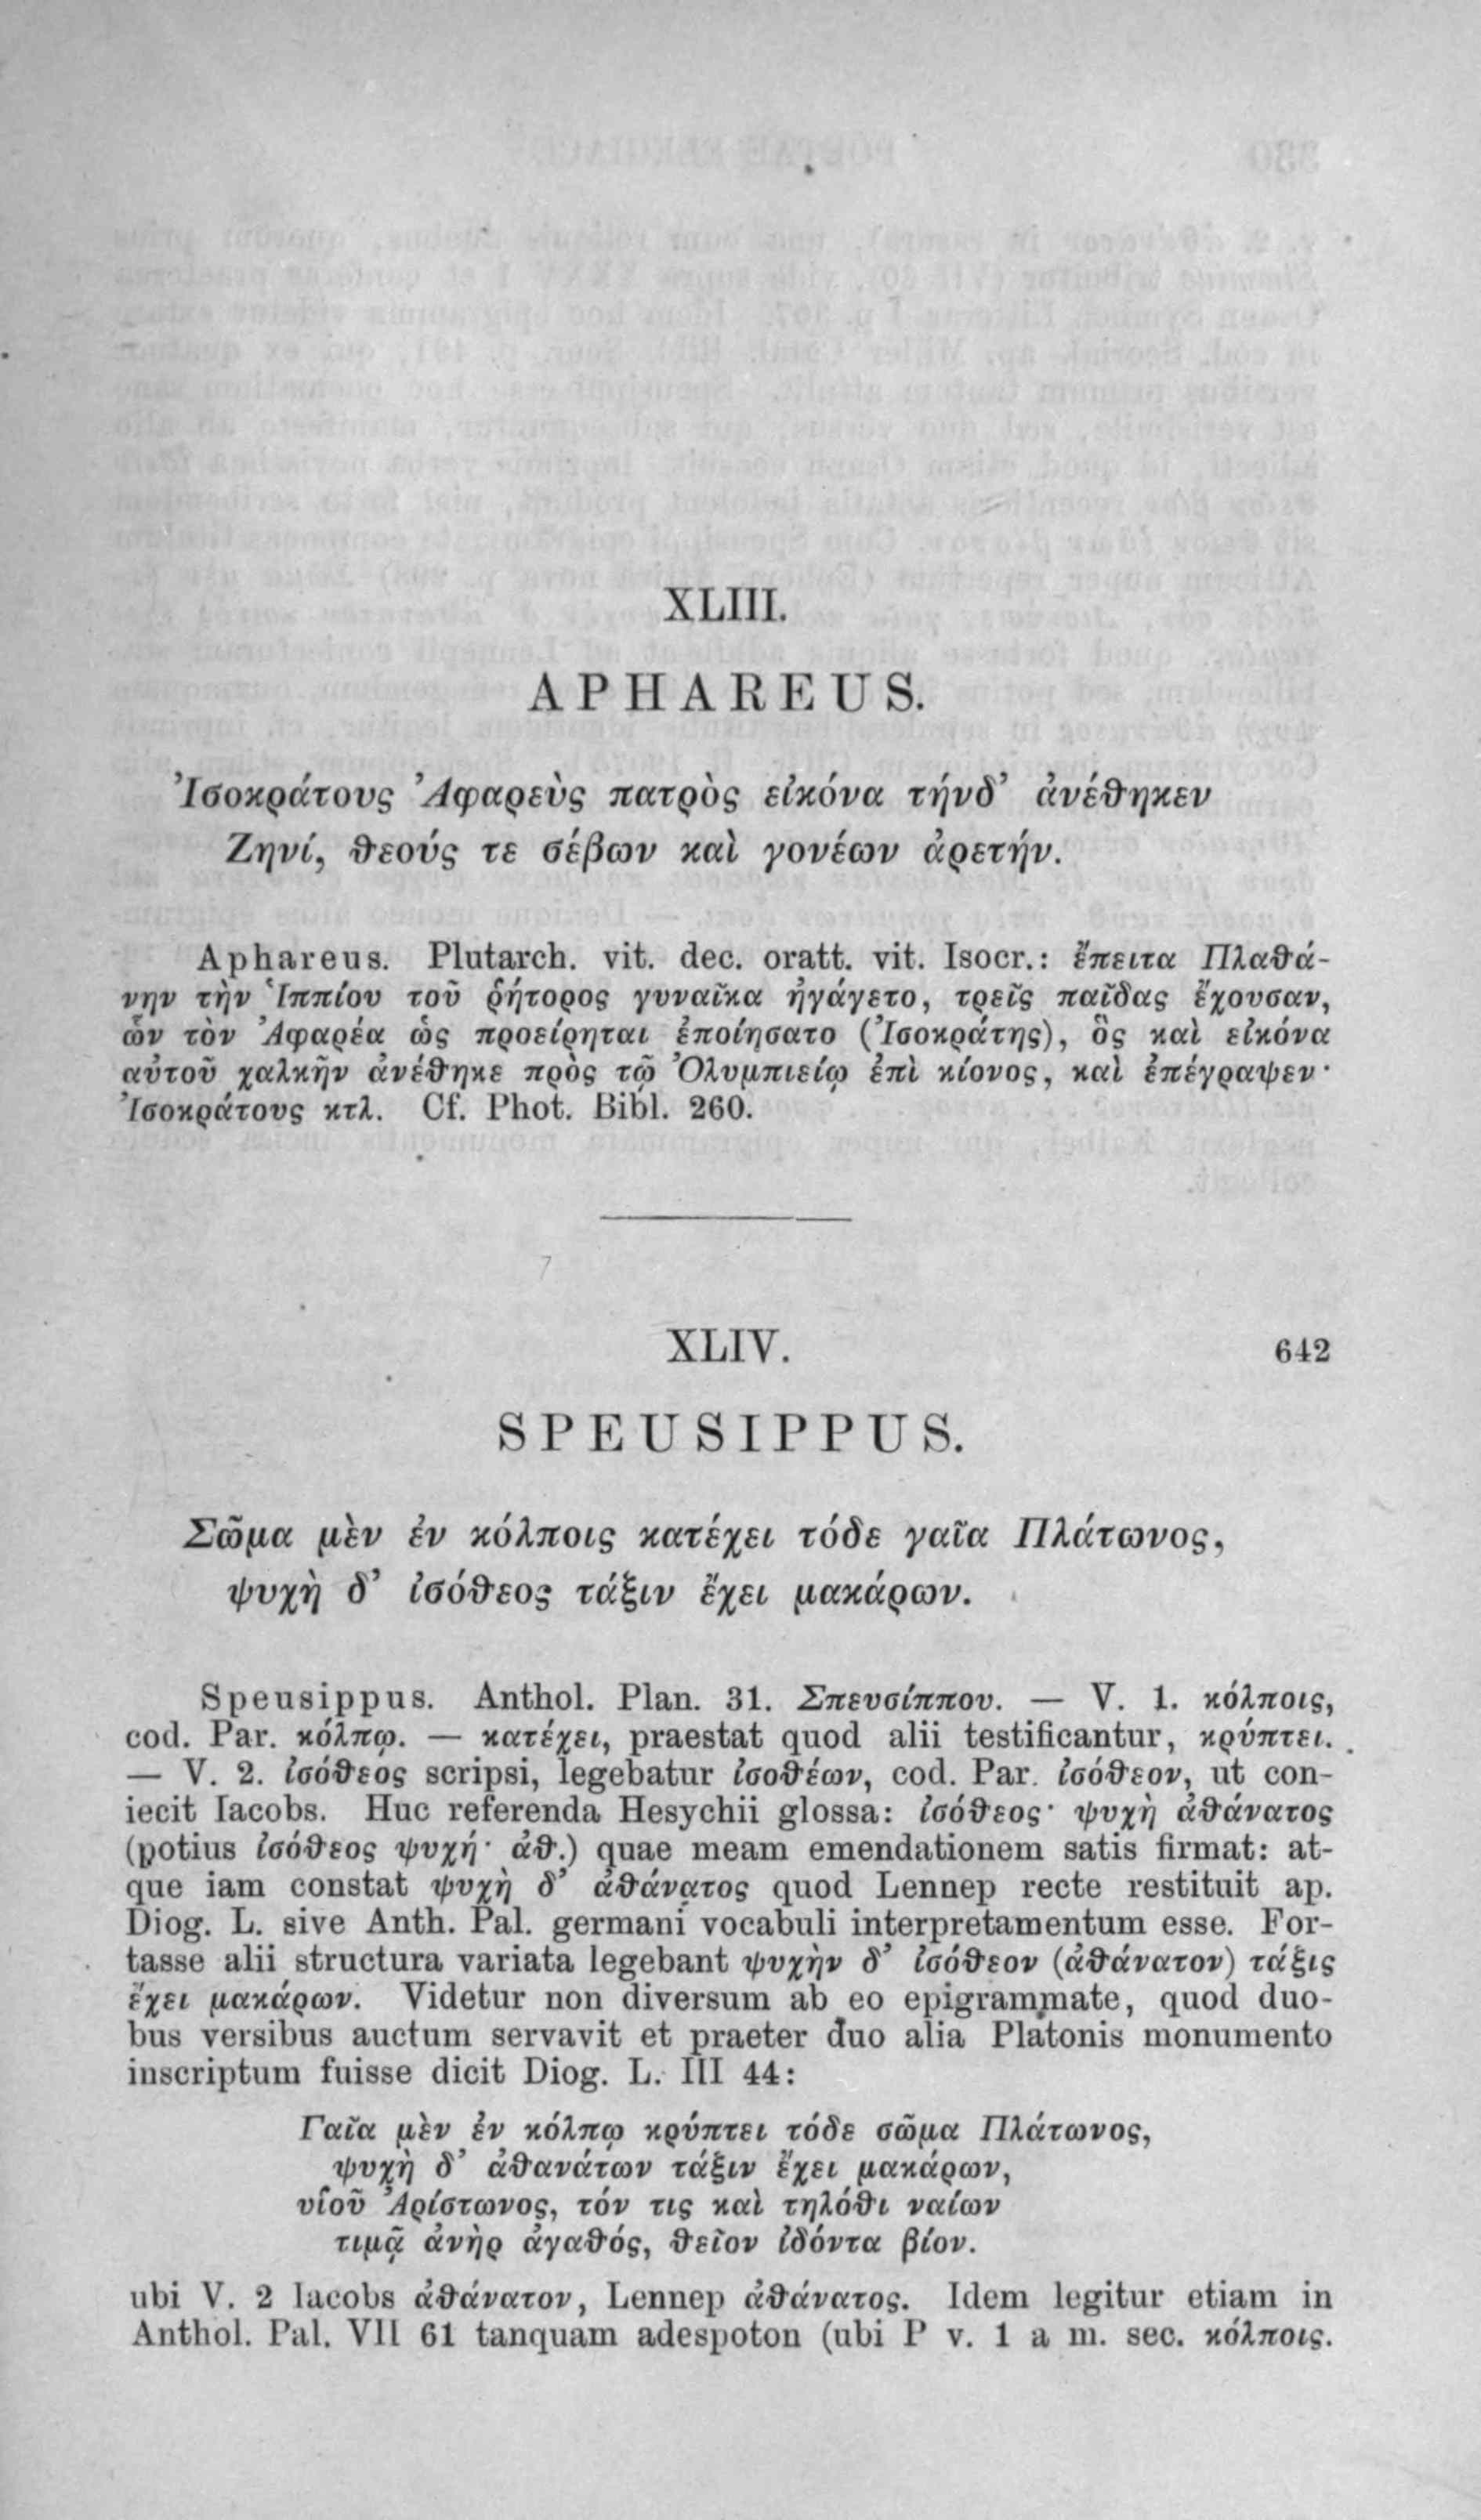 XLIII.
APHAREUS.
Ἰσοκράτους Ἀφαρεὺς πατρὸς εἰκόνα τήνδ’ ἀνέθηκεν
Ζηνί, θεούς τε σέβων καὶ γονέων ἀρετήν.
Aphareus. Plutarch. vit. dec. oratt. vit. Isocr.: ἔπειτα Πλαθά-
νην τὴν Ἱππίου τοῦ ῥήτορος γυναῖκα ἠγάγετο, τρεῖς παῖδας ἔχουσαν,
ὧν τὸν Ἀφαρέα ὡς προείρηται ἐποίησατο (Ἰσοκράτης), ὃς καὶ εἰκόνα
αὐτοῦ χαλκῆν ἀνέθηκε πρὸς τῷ Ὀλυμπιείῳ ἐπὶ κίονος, καὶ ἐπέγραψεν·
Ἰσοκράτους κτλ. Cf. Phot. Bibl. 260.
XLIV. 642
SPEUSIPPUS.
Σῶμα μὲν ἐν κόλποις κατέχει τόδε γαῖα Πλάτωνος,
ψυχὴ δ’ ἰσόθεος τάξιν ἔχει μακάρων.
Speusippus. Anthol. Plan. 31. Σπευσίππου. — V. 1. κόλποις,
cod. Par. κόλπῳ. — κατέχει, praestat quod alii testificantur, κρύπτει.
— V. 2. ἰσόθεος scripsi, legebatur ἰσοθέων, cod. Par. ἰσόθεον, ut con-
iecit Iacobs. Huc referenda Hesychii glossa: ἰσόθεος· ψυχὴ ἀθάνατος
(potius ἰσόθεος ψυχή· ἀθ.) quae meam emendationem satis firmat: at-
que iam constat ψυχὴ δ’ ἀθάνατος quod Lennep recte restituit ap.
Diog. L. sive Anth. Pal. germani vocabuli interpretamentum esse. For-
tasse alii structura variata legebant ψυχὴν δ’ ἰσόθεον (ἀθάνατον) τάξις
ἔχει μακάρων. Videtur non diversum ab eo epigrammate, quod duo-
bus versibus auctum servavit et praeter duo alia Platonis monumento
inscriptum fuisse dicit Diog. L. III 44:
Γαῖα μὲν ἐν κόλπῳ κρύπτει τόδε σῶμα Πλάτωνος,
ψυχὴ δ’ ἀθανάτων τάξιν ἔχει μακάρων,
υἱοῦ Ἀρίστωνος, τόν τις καὶ τηλόθι ναίων
τιμᾷ ἀνὴρ ἀγαθός, θεῖον ἰδόντα βίον.
ubi V. 2 Iacobs ἀθάνατον, Lennep ἀθάνατος. Idem legitur etiam in
Anthol. Pal. VII 61 tanquam adespoton (ubi P v. 1 a m. sec. κόλποις.